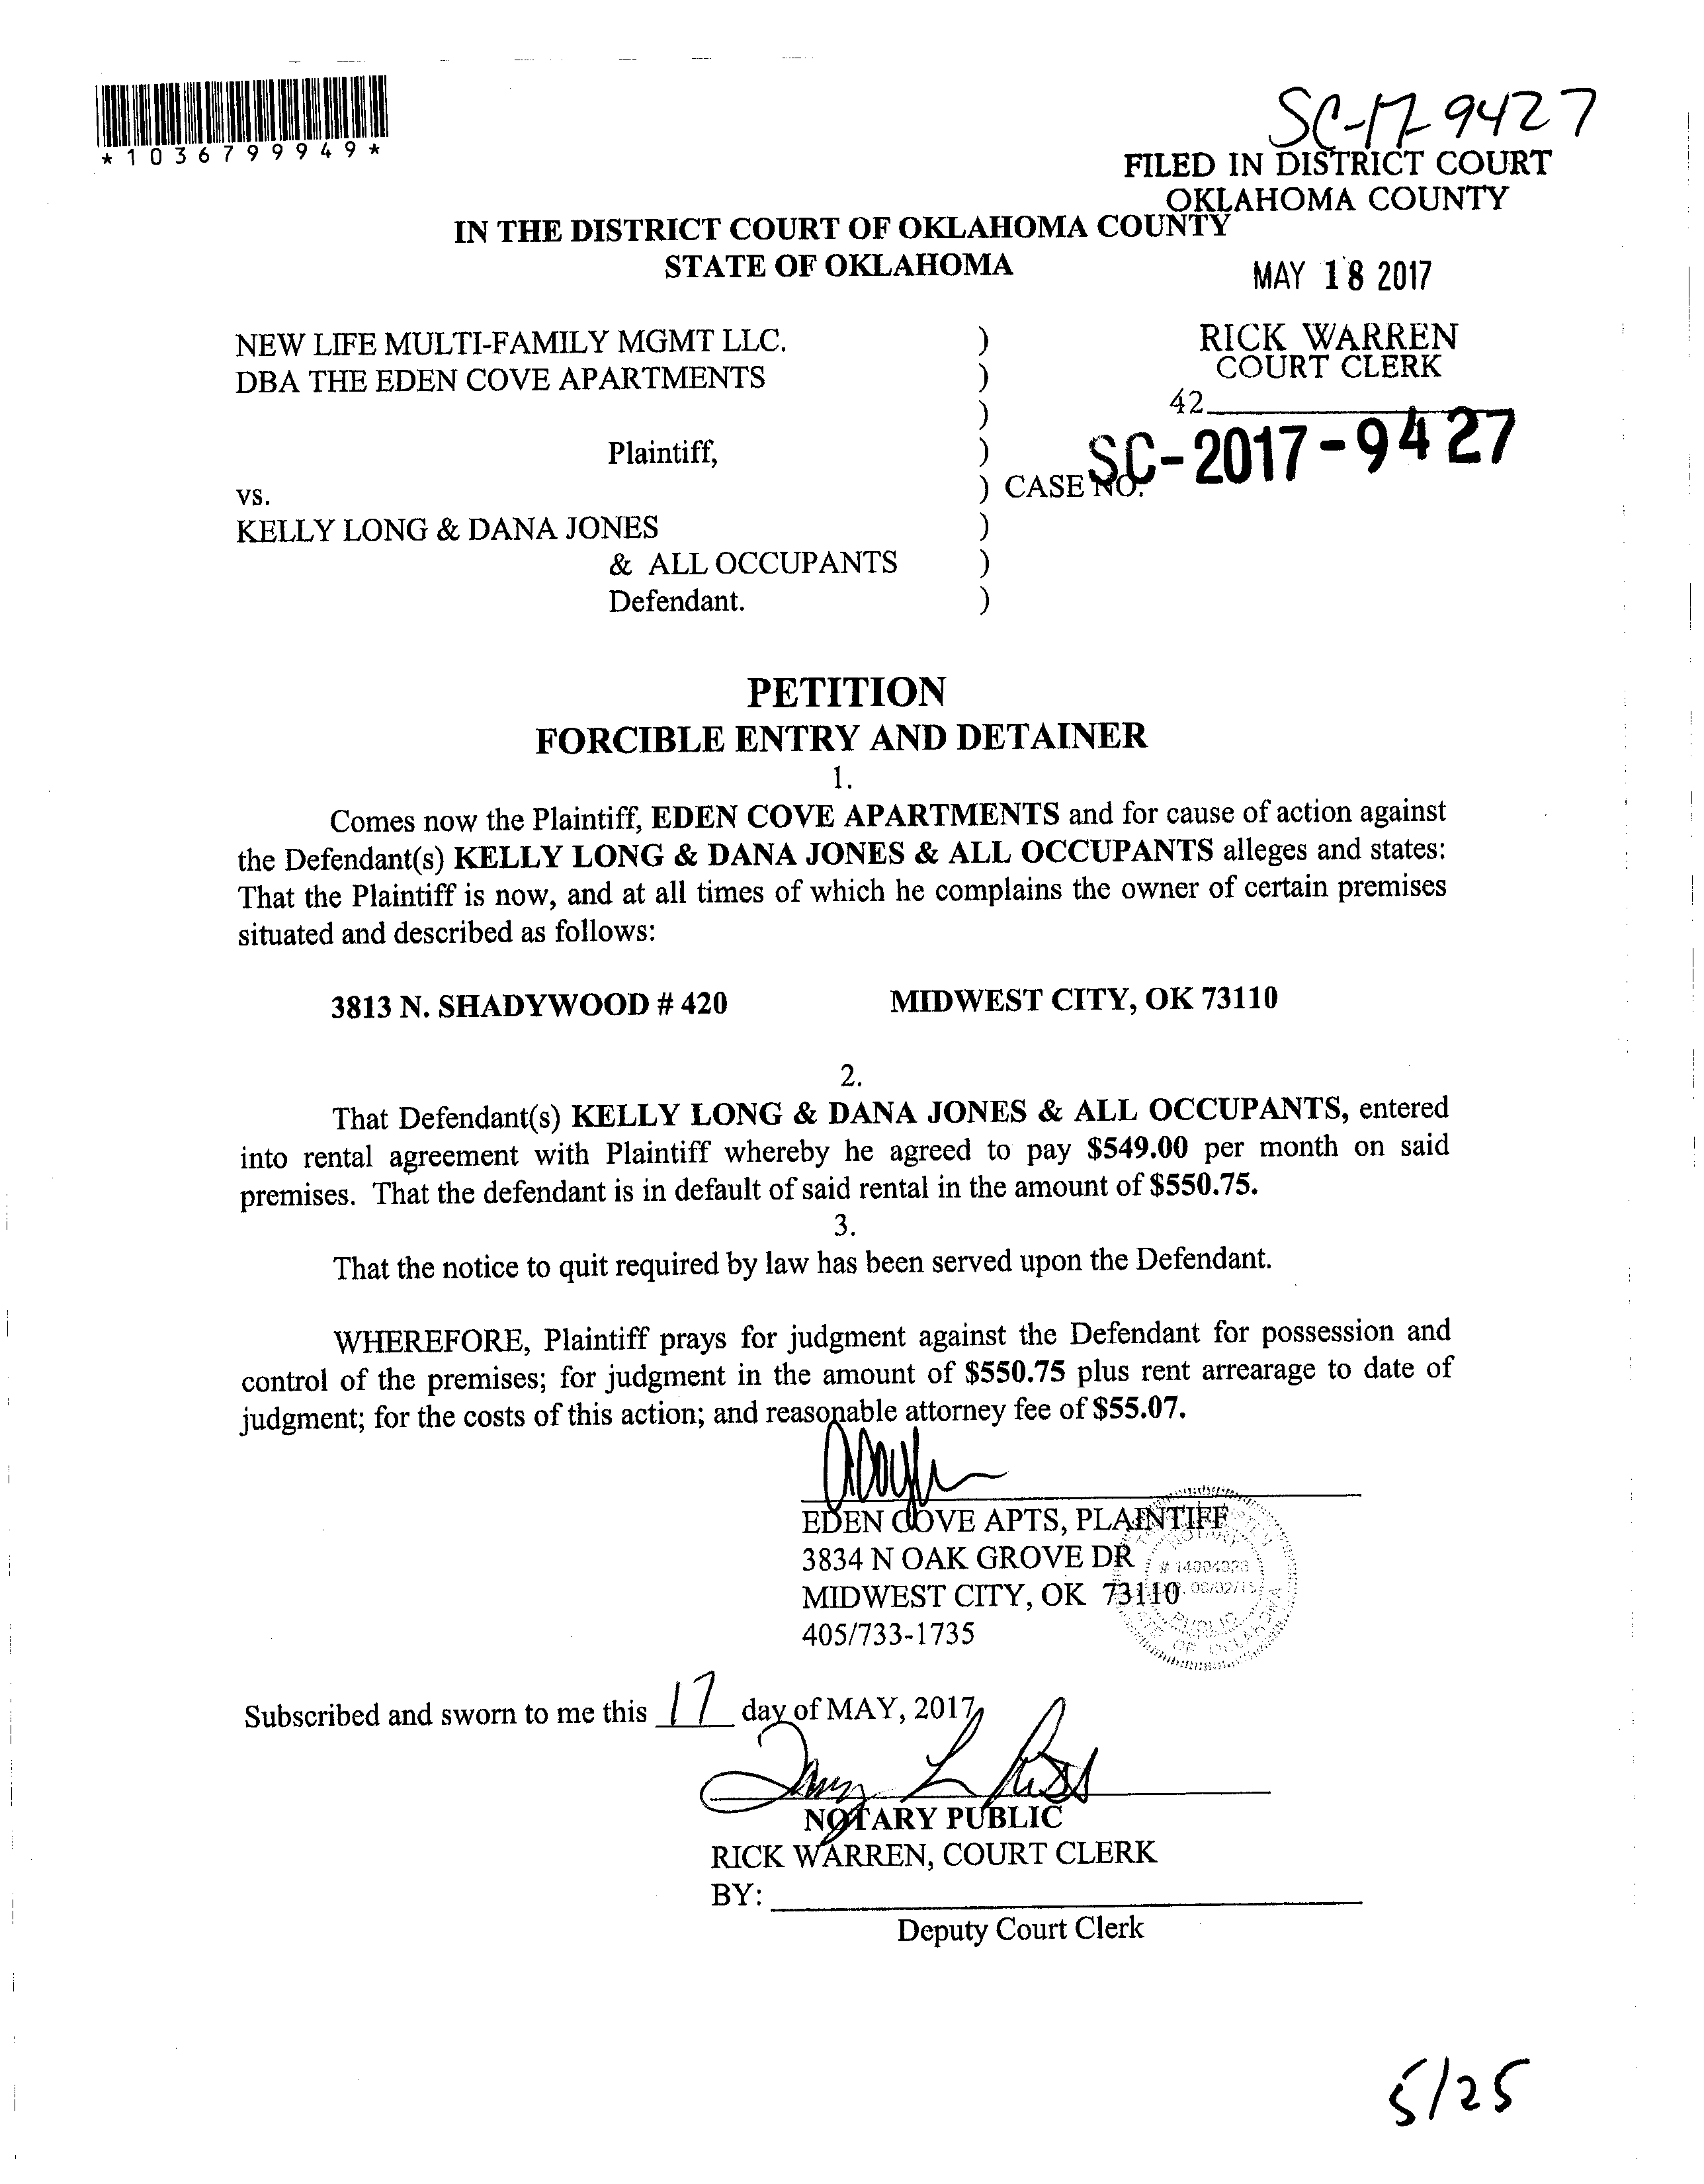 *1036799949*
SC-17-9427
FILED IN DISTRICT COURT
OKLAHOMA COUNTY
IN THE DISTRICT COURT OF OKLAHOMA COUNTY
STATE OF OKLAHOMA
MAY 18 2017
RICK WARREN
COURT CLERK
42
NEW LIFE MULTI-FAMILY MGMT LLC. )
DBA THE EDEN COVE APARTMENTS )
)
Plaintiff, )
vs. ) CASE NO. SC-2017-9427
KELLY LONG & DANA JONES )
& ALL OCCUPANTS )
Defendant. )
PETITION
FORCIBLE ENTRY AND DETAINER
1.
Comes now the Plaintiff, EDEN COVE APARTMENTS and for cause of action against
the Defendant(s) KELLY LONG & DANA JONES & ALL OCCUPANTS alleges and states:
That the Plaintiff is now, and at all times of which he complains the owner of certain premises
situated and described as follows:
3813 N. SHADYWOOD # 420 MIDWEST CITY, OK 73110
2.
That Defendant(s) KELLY LONG & DANA JONES & ALL OCCUPANTS, entered
into rental agreement with Plaintiff whereby he agreed to pay $549.00 per month on said
premises. That the defendant is in default of said rental in the amount of $550.75.
3.
That the notice to quit required by law has been served upon the Defendant.
WHEREFORE, Plaintiff prays for judgment against the Defendant for possession and
control of the premises; for judgment in the amount of $550.75 plus rent arrearage to date of
judgment; for the costs of this action; and reasonable attorney fee of $55.07.
EDEN COVE APTS, PLAINTIFF
3834 N OAK GROVE DR
MIDWEST CITY, OK 73110
405/733-1735
NOTARY
PUBLIC
OF OKLAHOMA
Subscribed and sworn to me this 17 day of MAY, 2017
NOTARY PUBLIC
RICK WARREN, COURT CLERK
BY:
Deputy Court Clerk
5/25